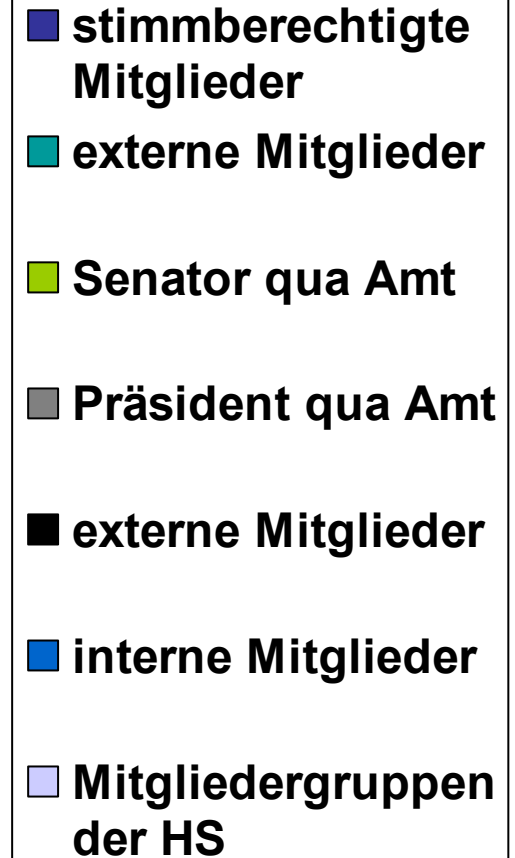 stimmberechtigte
Mitglieder
externe Mitglieder
Senator qua Amt
Präsident qua Amt
externe Mitglieder
interne Mitglieder
Mitgliedergruppen
der HS